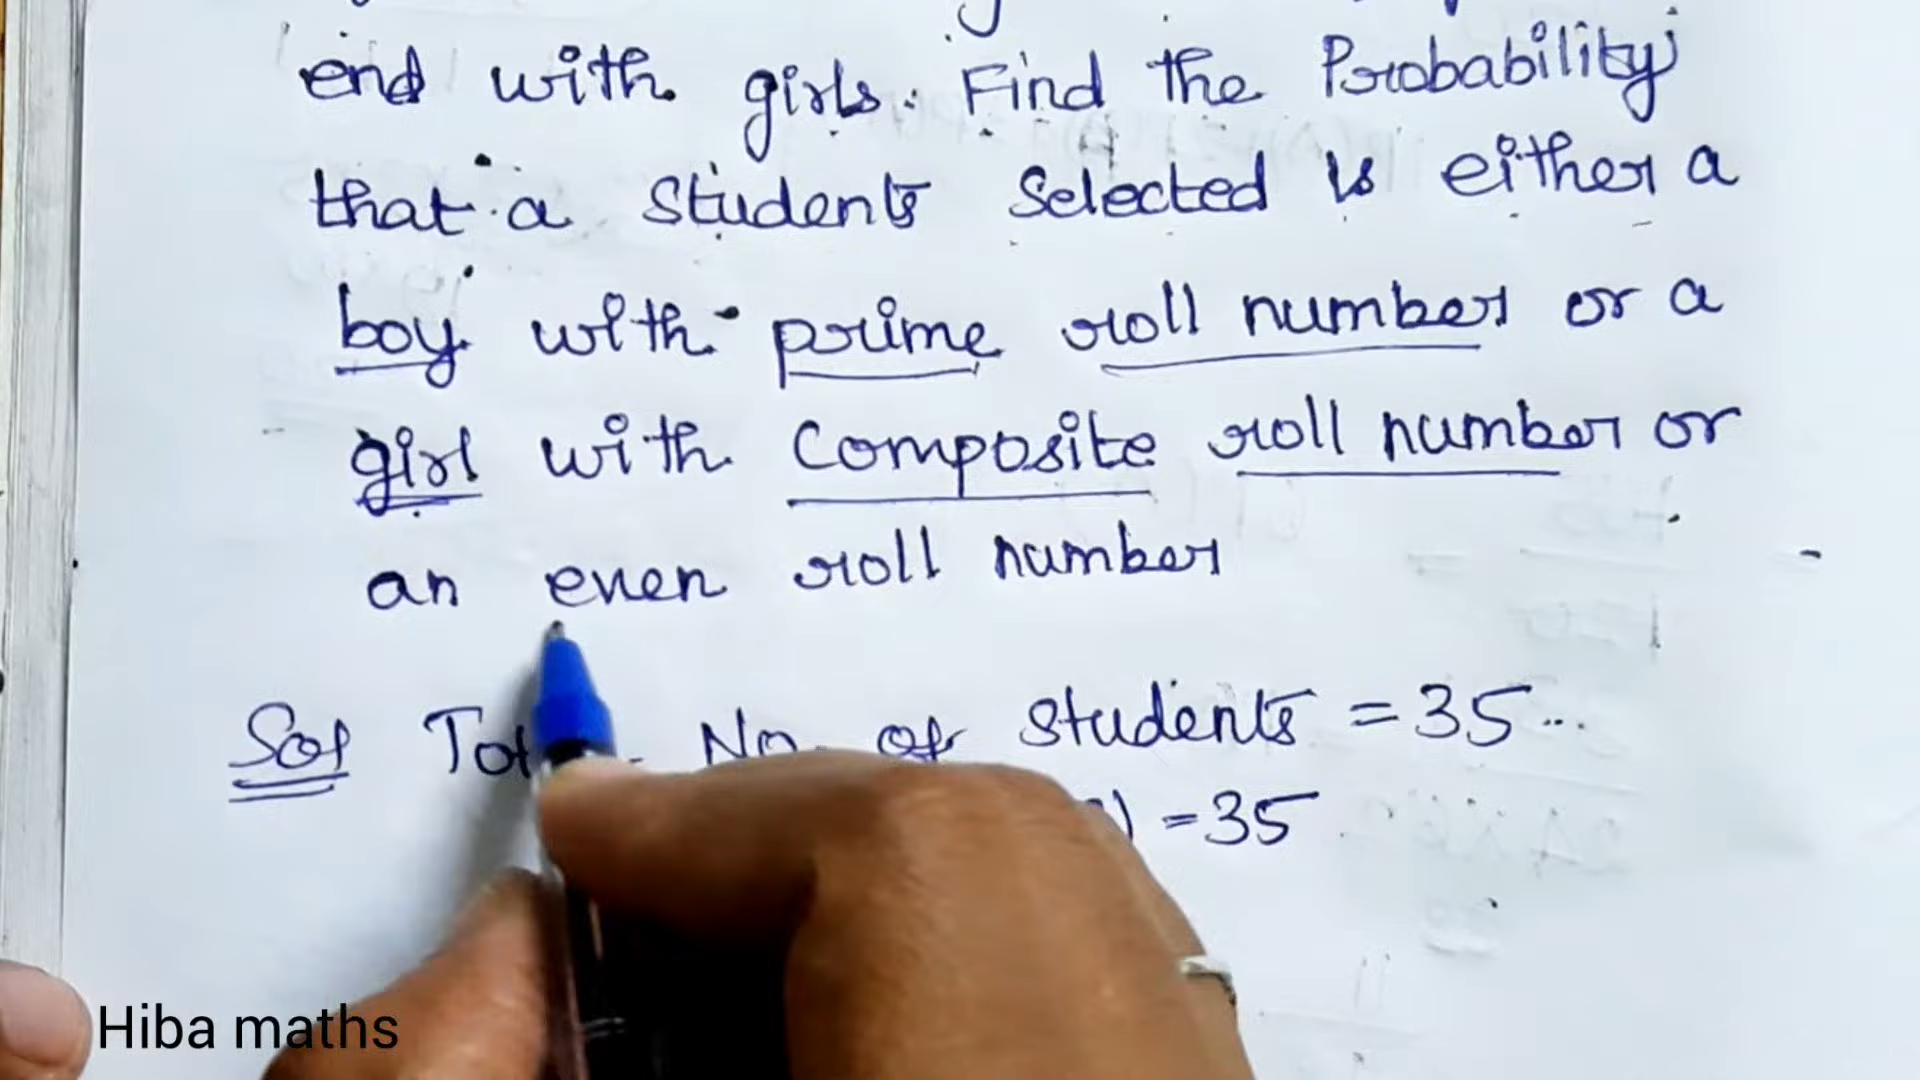 end with girls. Find the Probability
that a students selected is either a
boy with prime roll number or a
girl with Composite roll number or
an even roll number
Sol No. of students = 35
= 35
Hiba maths